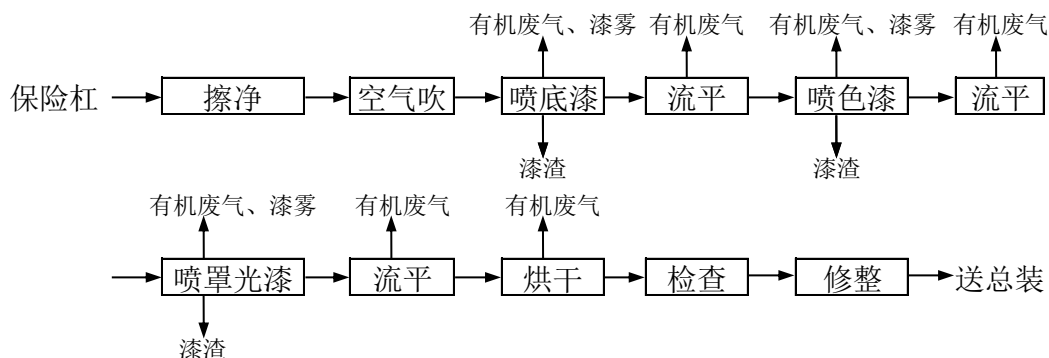 有机废气、漆雾 有机废气 有机废气、漆雾 有机废气
保险杠 擦净 空气吹 喷底漆 流平 喷色漆 流平
漆渣 漆渣
有机废气、漆雾 有机废气 有机废气
喷罩光漆 流平 烘干 检查 修整 送总装
漆渣